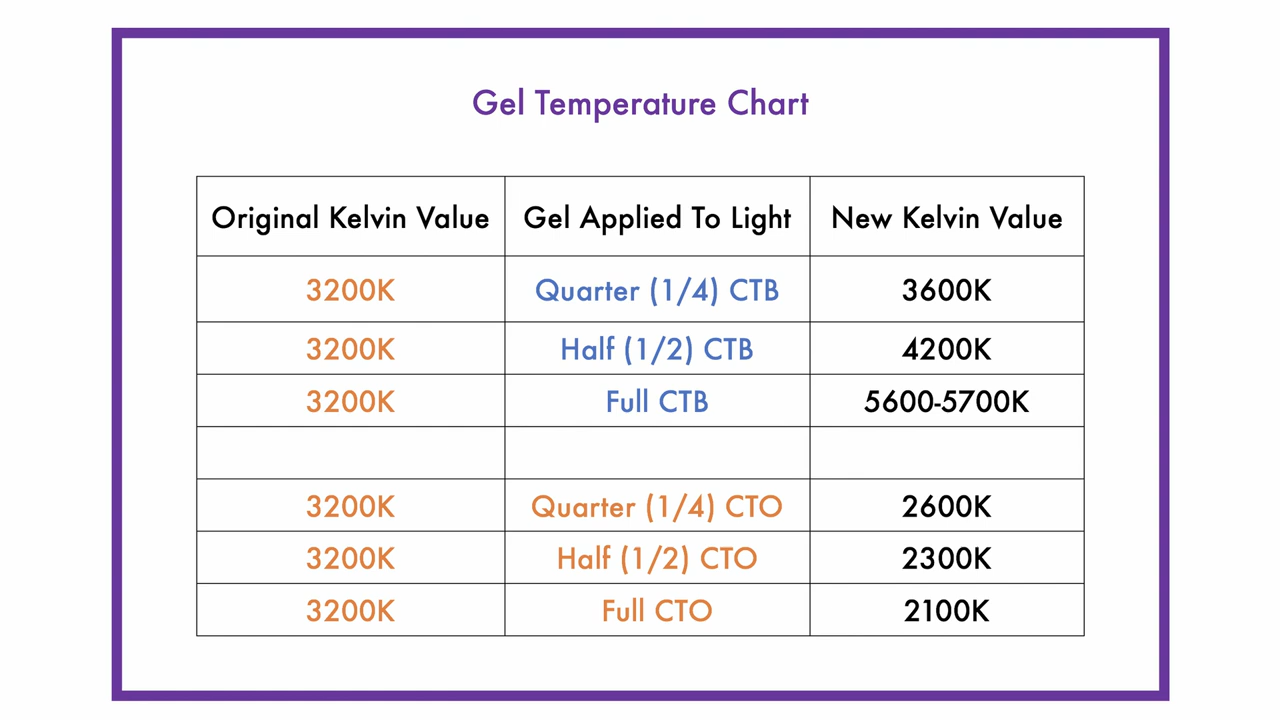 Gel Temperature Chart
Original Kelvin Value Gel Applied To Light New Kelvin Value
3200K Quarter (1/4) CTB 3600K
3200K Half (1/2) CTB 4200K
3200K Full CTB 5600-5700K
3200K Quarter (1/4) CTO 2600K
3200K Half (1/2) CTO 2300K
3200K Full CTO 2100K